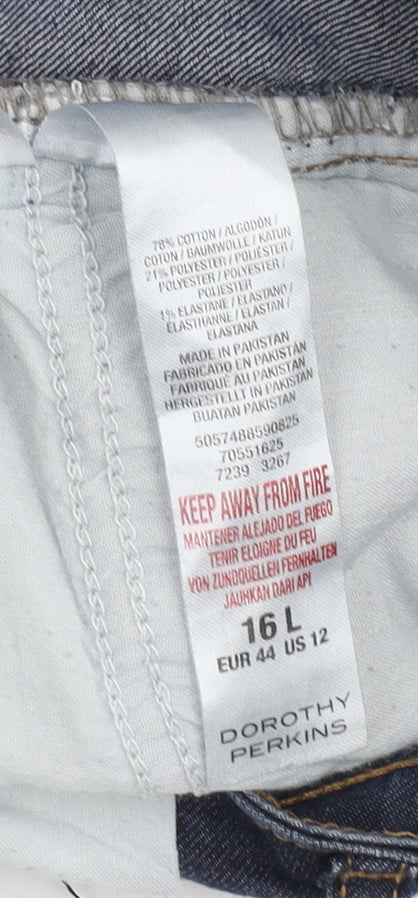 78% COTTON / ALGODÓN /
COTON / BAUMWOLLE / KATUN
21% POLYESTER / POLIÉSTER /
POLYESTER / POLYESTER /
POLIESTER
1% ELASTANE / ELASTANO /
ÉLASTHANNE / ELASTAN /
ELASTANA
MADE IN PAKISTAN
FABRICADO EN PAKISTÁN
FABRIQUÉ AU PAKISTAN
HERGESTELLT IN PAKISTAN
BUATAN PAKISTAN
5057488590825
70551625
7239 3267
KEEP AWAY FROM FIRE
MANTENER ALEJADO DEL FUEGO
TENIR ELOIGNE DU FEU
VON ZUNDQUELLEN FERNHALTEN
JAUHKAN DARI API
16 L
EUR 44 US 12
DOROTHY
PERKINS